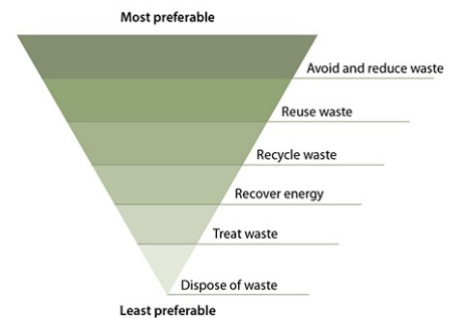 Most preferable
Avoid and reduce waste
Reuse waste
Recycle waste
Recover energy
Treat waste
Dispose of waste
Least preferable